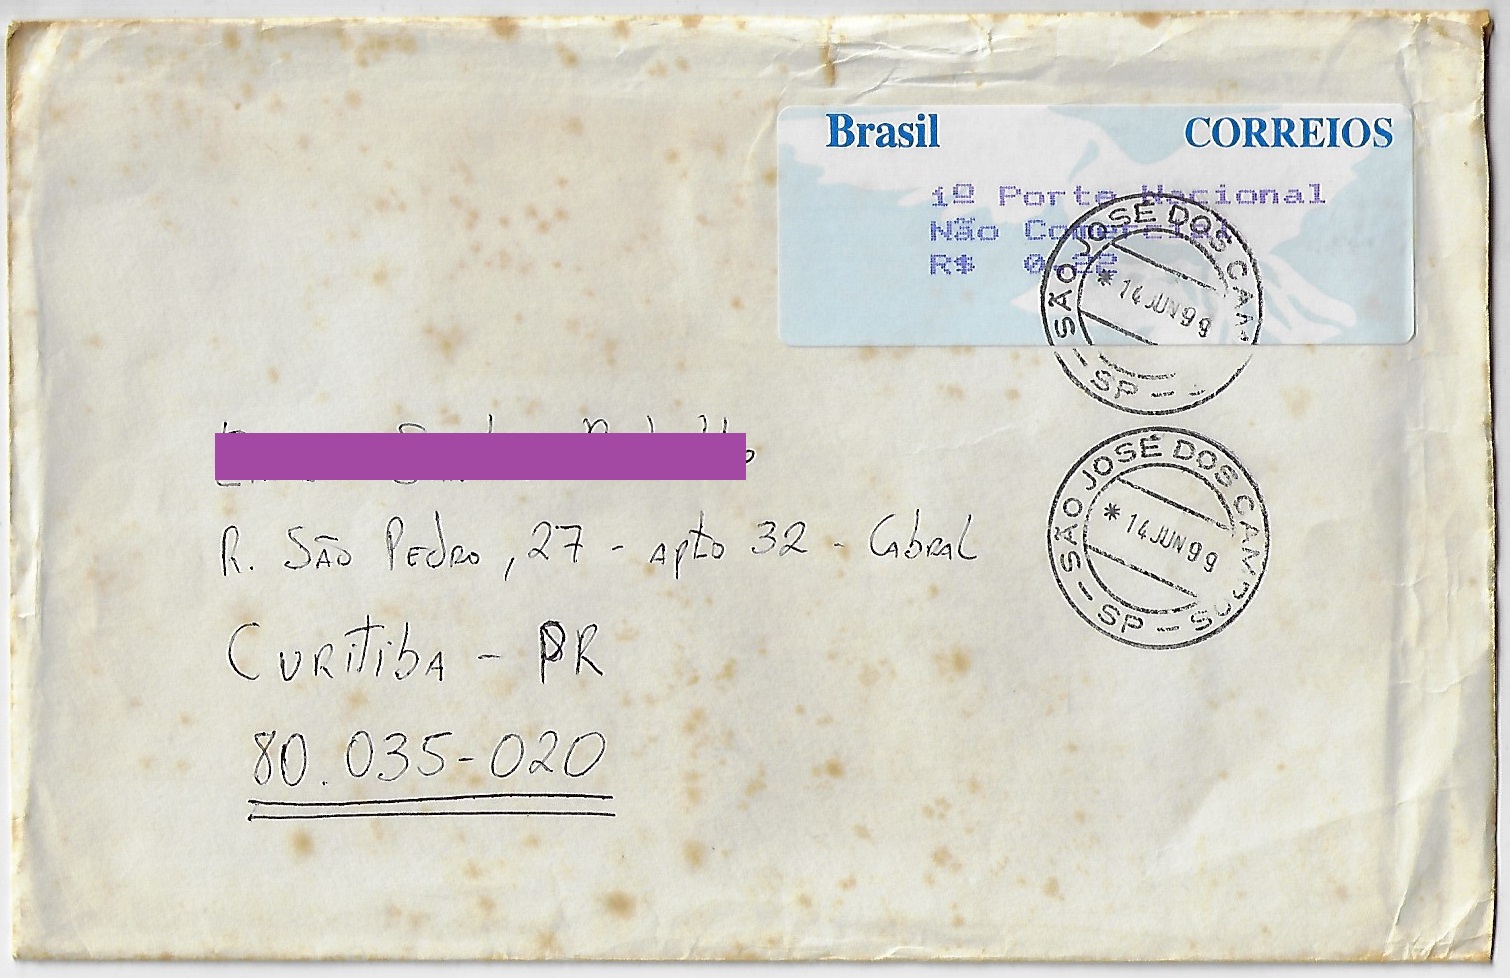 Brasil CORREIOS
1º Porte Nacional
Não Comercial
R$ 0.22
SÃO JOSÉ DOS CAM
SP
* 14 JUN 99
SÃO JOSÉ DOS CAMPOS
SP
* 14 JUN 99
R. SÃO PEDRO, 27 - apto 32 - CABRAL
CURITIBA - PR
80.035-020